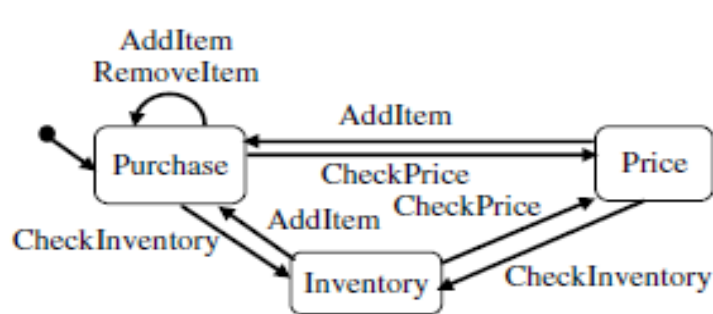 AddItem
RemoveItem
AddItem
Purchase
Price
CheckPrice
CheckPrice
AddItem
CheckInventory
CheckInventory
Inventory